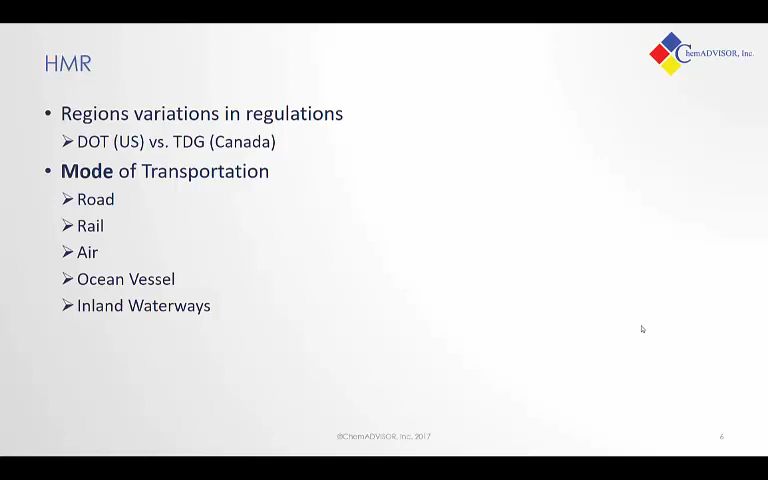 HMR
ChemADVISOR, Inc.
• Regions variations in regulations
➢ DOT (US) vs. TDG (Canada)
• Mode of Transportation
➢ Road
➢ Rail
➢ Air
➢ Ocean Vessel
➢ Inland Waterways
©ChemADVISOR, Inc. 2017
6